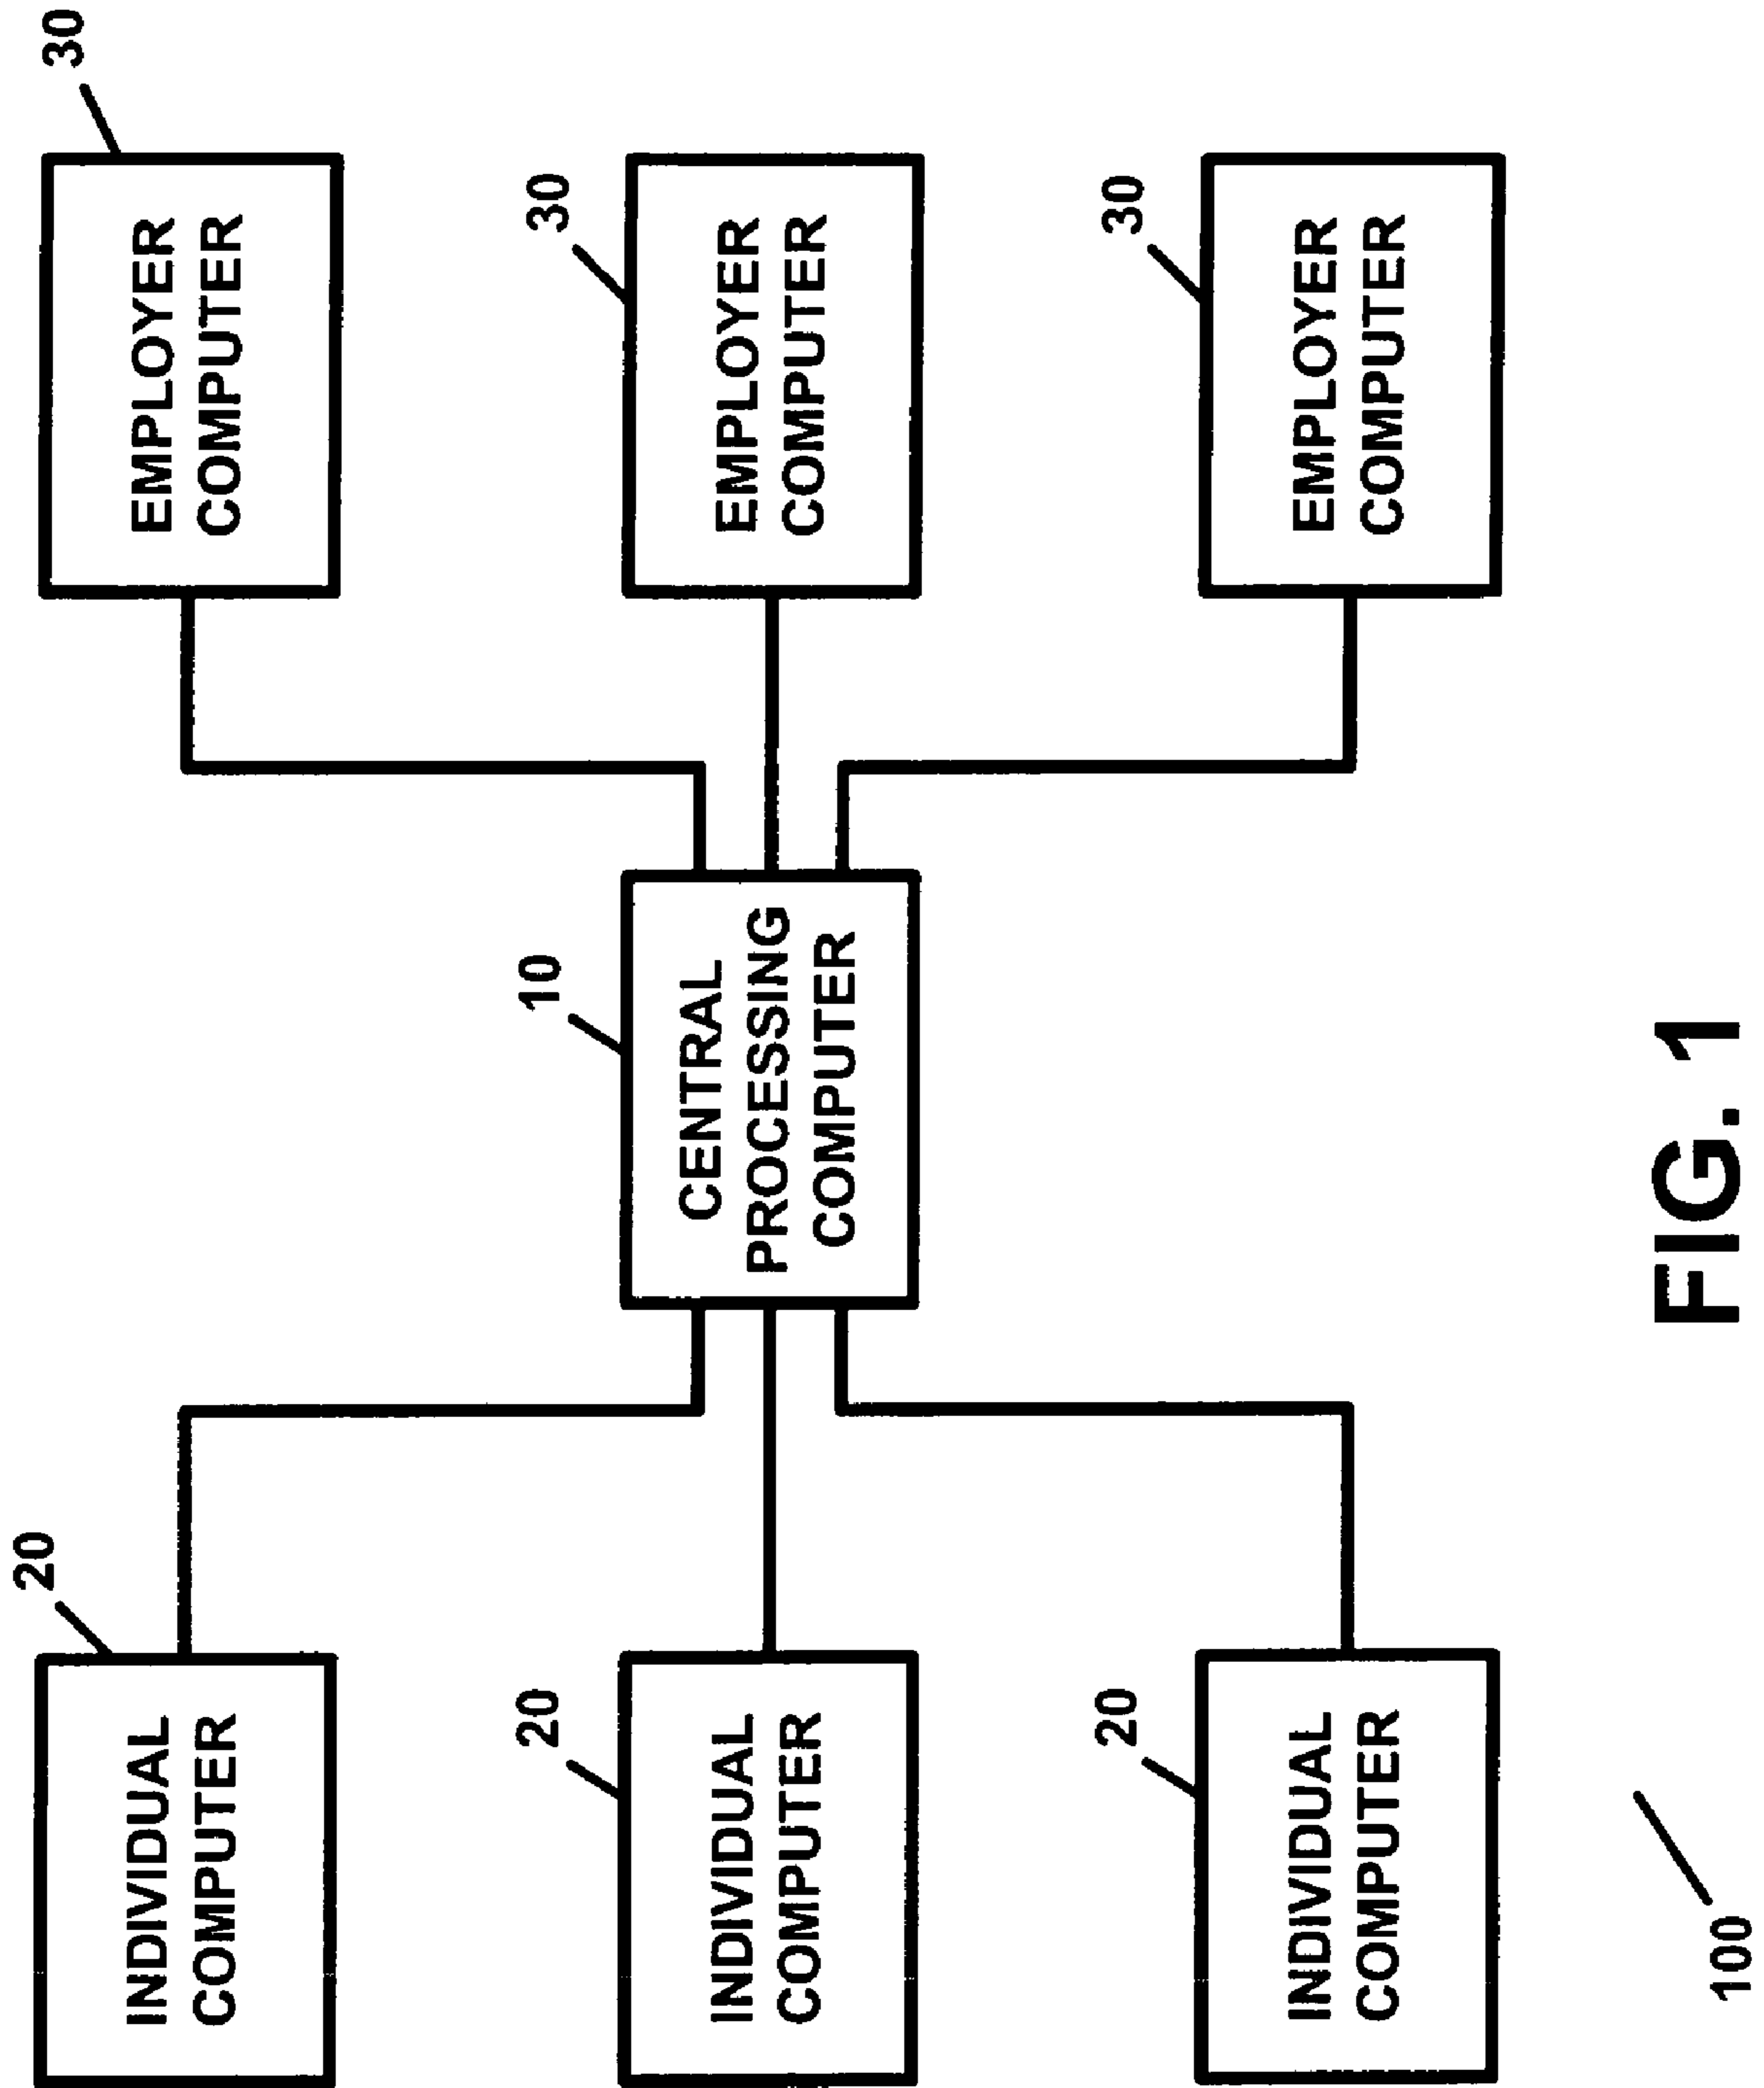 20
INDIVIDUAL
COMPUTER
20
INDIVIDUAL
COMPUTER
20
INDIVIDUAL
COMPUTER
10
CENTRAL
PROCESSING
COMPUTER
30
EMPLOYER
COMPUTER
30
EMPLOYER
COMPUTER
30
EMPLOYER
COMPUTER
100
FIG. 1